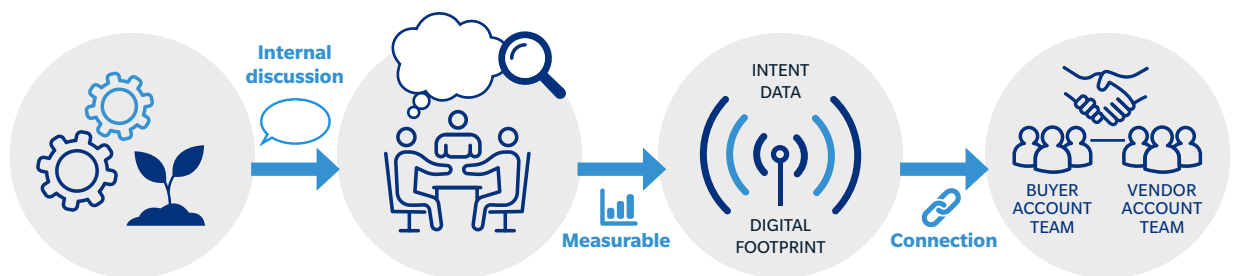 Internal
discussion
Measurable
INTENT
DATA
DIGITAL
FOOTPRINT
Connection
BUYER
ACCOUNT
TEAM
VENDOR
ACCOUNT
TEAM